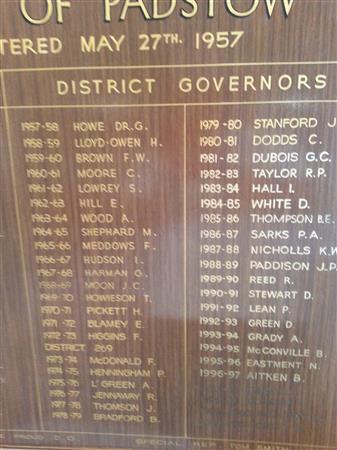 OF PADSTOW
TERED MAY 27TH. 1957
DISTRICT GOVERNORS
1957-58 HOWE DR.G.
1958-59 LLOYD-OWEN H.
1959-60 BROWN F.W.
1960-61 MOORE C.
1961-62 LOWREY S.
1962-63 HILL E.
1963-64 WOOD A.
1964-65 SHEPHARD M.
1965-66 MEDDOWS F.
1966-67 HUDSON I.
1967-68 HARMAN G.
1968-69 MOON J.C.
1969-70 HOWIESON T.
1970-71 PICKETT H.
1971-72 BLAMEY E.
1972-73 HIGGINS F.
DISTRICT 269
1973-74 McDONALD F.
1974-75 HENNINGHAM P.
1975-76 L'GREEN A.
1976-77 JENNAWAY R.
1977-78 THOMSON J.
1978-79 BRADFORD B.
1979-80 STANFORD J
1980-81 DODDS C.
1981-82 DUBOIS G.C.
1982-83 TAYLOR R.P.
1983-84 HALL I.
1984-85 WHITE D.
1985-86 THOMPSON B.E.
1986-87 SARKS P.A.
1987-88 NICHOLLS K.W
1988-89 PADDISON J.P.
1989-90 REED R.
1990-91 STEWART D.
1991-92 LEAN P.
1992-93 GREEN D.
1993-94 GRADY A.
1994-95 McCONVILLE B.
1995-96 EASTMENT N.
1996-97 AITKEN B.
PROUD D.G.
SPECIAL REP. TOM SMITH